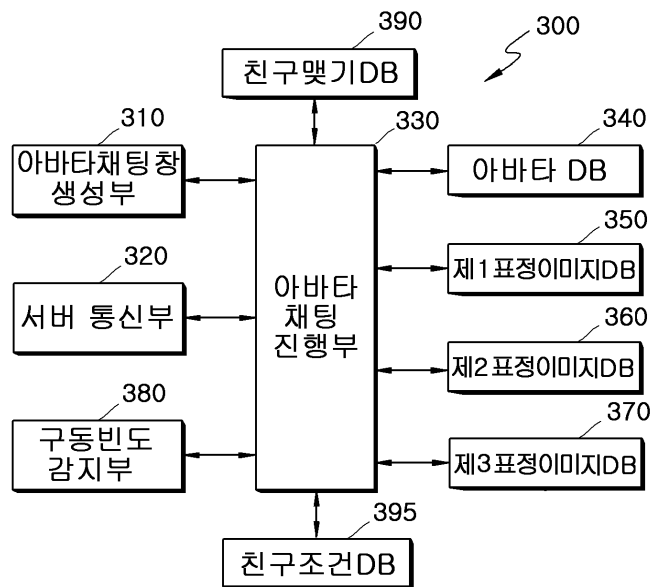 390
300
친구맺기DB
310
330
340
아바타채팅창
생성부
아바타 DB
350
제1표정이미지DB
320
서버 통신부
아바타
채팅
진행부
360
제2표정이미지DB
380
구동빈도
감지부
370
제3표정이미지DB
395
친구조건DB